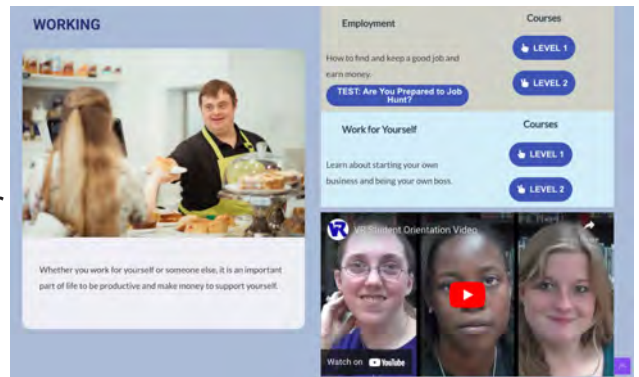 WORKING
Whether you work for yourself or someone else, it is an important
part of life to be productive and make money to support yourself.
Employment
Courses
How to find and keep a good job and
earn money.
TEST: Are You Prepared to Job
Hunt?
LEVEL 1
LEVEL 2
Work for Yourself
Courses
Learn about starting your own
business and being your own boss.
LEVEL 1
LEVEL 2
VR Student Orientation Video
Watch on YouTube